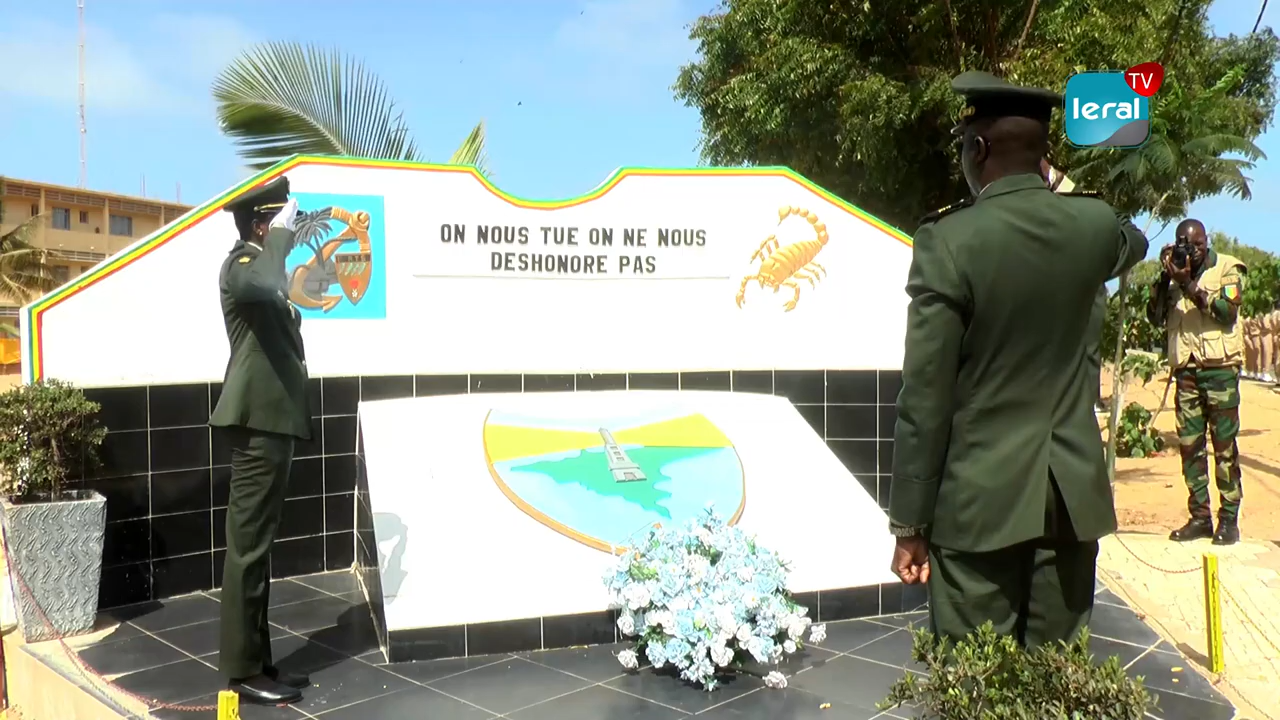 TV
leral
ON NOUS TUE ON NE NOUS
DESHONORE PAS